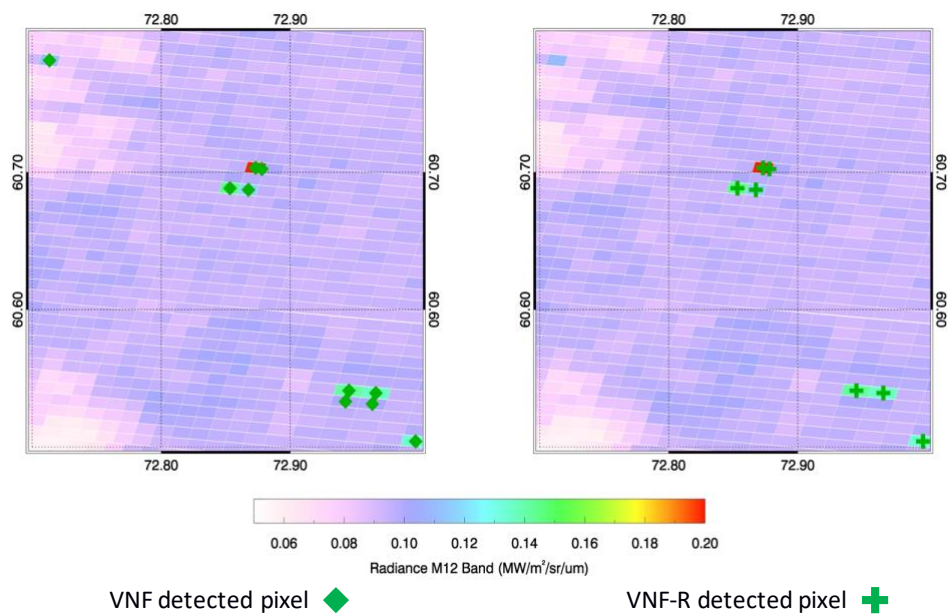 72.80 72.90 72.80 72.90
60.70 60.70 60.70 60.70
60.60 60.60 60.60 60.60
72.80 72.90 72.80 72.90
0.06 0.08 0.10 0.12 0.14 0.16 0.18 0.20
Radiance M12 Band (MW/m²/sr/um)
VNF detected pixel VNF-R detected pixel